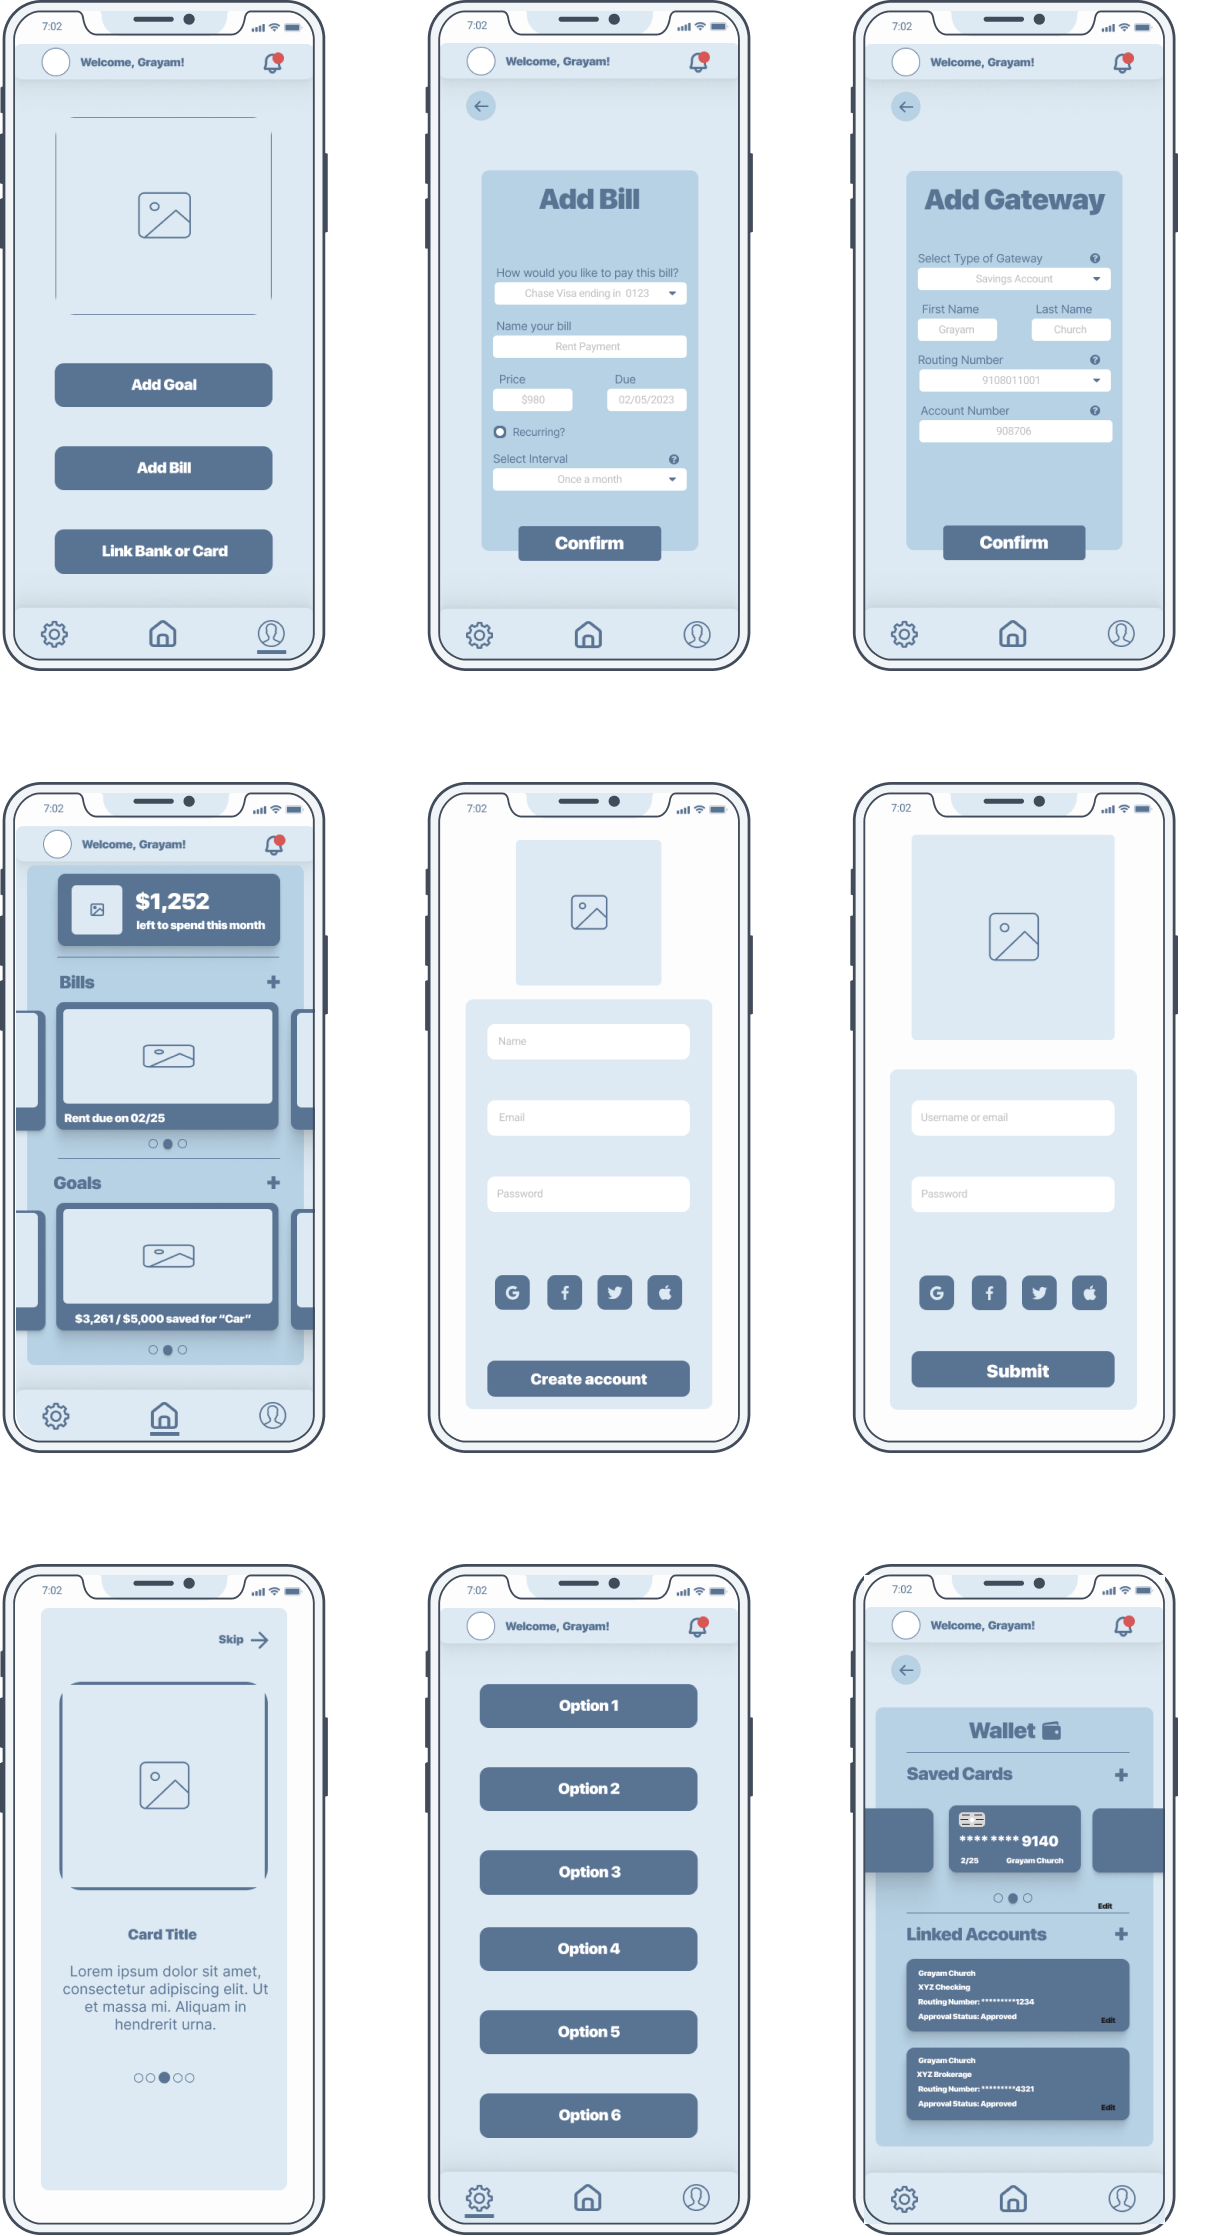 7:02
Welcome, Grayam!
Add Goal
Add Bill
Link Bank or Card
7:02
Welcome, Grayam!
Add Bill
How would you like to pay this bill?
Chase Visa ending in 0123
Name your bill
Rent Payment
Price Due
$980 02/05/2023
Recurring?
Select Interval ?
Once a month
Confirm
7:02
Welcome, Grayam!
Add Gateway
Select Type of Gateway ?
Savings Account
First Name Last Name
Grayam Church
Routing Number ?
9108011001
Account Number ?
908706
Confirm
7:02
Welcome, Grayam!
$1,252
left to spend this month
Bills +
Rent due on 02/25
Goals +
$3,261 / $5,000 saved for “Car”
7:02
Name
Email
Password
G f
Create account
7:02
Username or email
Password
G f
Submit
7:02
Skip
Card Title
Lorem ipsum dolor sit amet,
consectetur adipiscing elit. Ut
et massa mi. Aliquam in
hendrerit urna.
7:02
Welcome, Grayam!
Option 1
Option 2
Option 3
Option 4
Option 5
Option 6
7:02
Welcome, Grayam!
Wallet
Saved Cards +
**** **** 9140
2/25 Grayam Church
Edit
Linked Accounts +
Grayam Church
XYZ Checking
Routing Number: *********1234
Approval Status: Approved
Edit
Grayam Church
XYZ Brokerage
Routing Number: *********4321
Approval Status: Approved
Edit